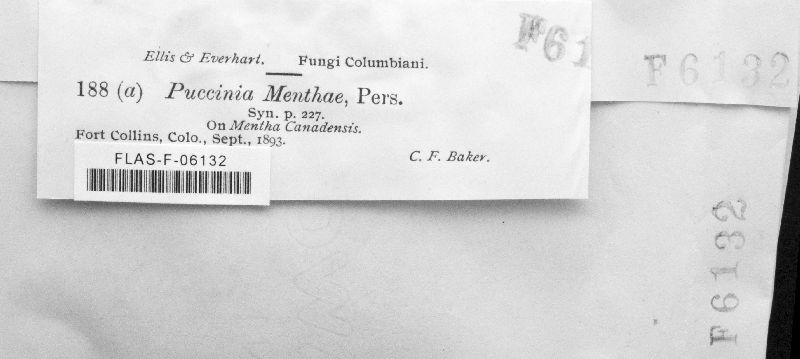 Ellis & Everhart. Fungi Columbiani.
188 (a) Puccinia Menthae, Pers.
Syn. p. 227.
On Mentha Canadensis.
Fort Collins, Colo., Sept., 1893.
C. F. Baker.
FLAS-F-06132
F61
F6132
F6132